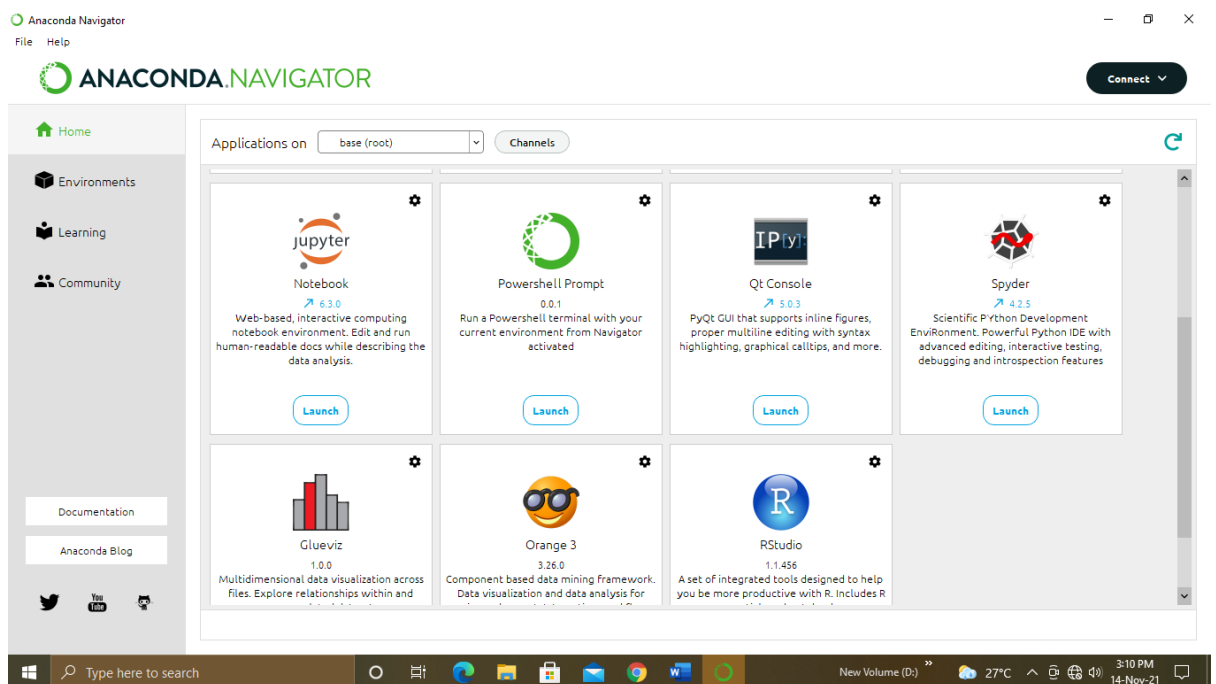 Anaconda Navigator
File Help
ANACONDA.NAVIGATOR
Connect
Home
Environments
Learning
Community
Documentation
Anaconda Blog
You
Tube
Applications on base (root) Channels
jupyter
Notebook
6.3.0
Web-based, interactive computing
notebook environment. Edit and run
human-readable docs while describing the
data analysis.
Launch
Powershell Prompt
0.0.1
Run a Powershell terminal with your
current environment from Navigator
activated
Launch
IP[y]:
Qt Console
5.0.3
PyQt GUI that supports inline figures,
proper multiline editing with syntax
highlighting, graphical calltips, and more.
Launch
Spyder
4.2.5
Scientific PYthon Development
EnviRonment. Powerful Python IDE with
advanced editing, interactive testing,
debugging and introspection features
Launch
Glueviz
1.0.0
Multidimensional data visualization across
files. Explore relationships within and
Orange 3
3.26.0
Component based data mining framework.
Data visualization and data analysis for
R
RStudio
1.1.456
A set of integrated tools designed to help
you be more productive with R. Includes R
Type here to search
New Volume (D:)
27°C
3:10 PM
14-Nov-21